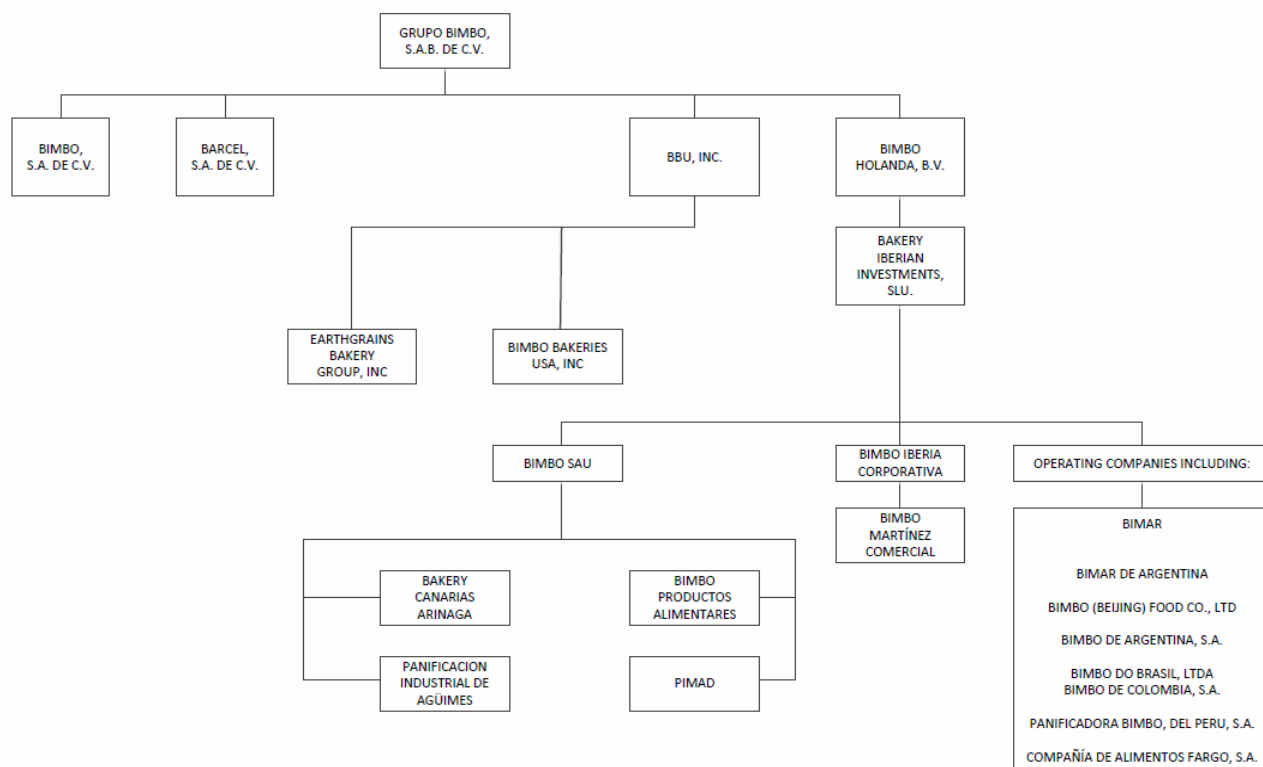 GRUPO BIMBO,
S.A.B. DE C.V.
BIMBO,
S.A. DE C.V.
BARCEL,
S.A. DE C.V.
BBU, INC.
BIMBO
HOLANDA, B.V.
BAKERY
IBERIAN
INVESTMENTS,
SLU.
EARTHGRAINS
BAKERY
GROUP, INC
BIMBO BAKERIES
USA, INC
BIMBO SAU
BIMBO IBERIA
CORPORATIVA
OPERATING COMPANIES INCLUDING:
BIMBO
MARTÍNEZ
COMERCIAL
BAKERY
CANARIAS
ARINAGA
BIMBO
PRODUCTOS
ALIMENTARES
PANIFICACION
INDUSTRIAL DE
AGÜIMES
PIMAD
BIMAR
BIMAR DE ARGENTINA
BIMBO (BEIJING) FOOD CO., LTD
BIMBO DE ARGENTINA, S.A.
BIMBO DO BRASIL, LTDA
BIMBO DE COLOMBIA, S.A.
PANIFICADORA BIMBO, DEL PERU, S.A.
COMPAÑÍA DE ALIMENTOS FARGO, S.A.